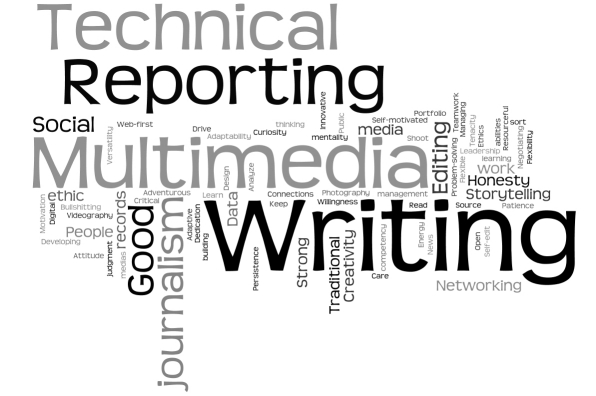 Technical
Reporting
Social
Versatility
Web-first
Drive
Adaptability
Curiosity
thinking
innovative
mentality
Public
Self-motivated
media
Portfolio
Shoot
Multimedia
Editing
Teamwork
Problem-solving
Managing
Flexible
Tenacity
Leadership
Ethics
learning
abilities
Resourceful
sort
Negotiating
Flexibility
work
Honesty
Storytelling
ethic
Motivation
Digital
Bullshitting
Videography
records
Adventurous
Critical
Good
journalism
Adaptive
Dedication
Learn
Design
Data
Analyze
Connections
Keep
Photography
Willingness
management
Read
Source
Patience
Writing
People
Developing
Attitude
Judgment
medias
building
Persistence
Strong
Traditional
Creativity
competency
Care
Energy
News
Open
Self-edit
Networking